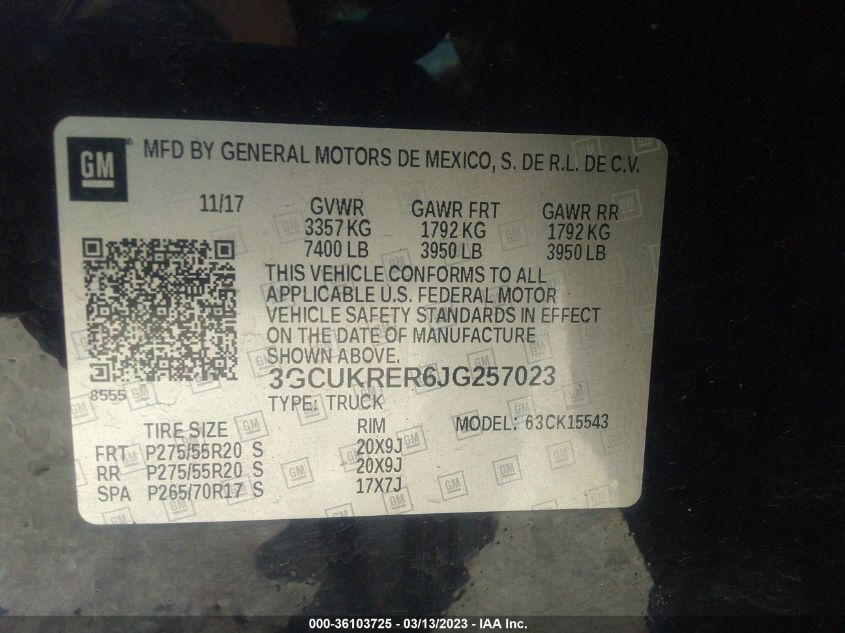 GM® MFD BY GENERAL MOTORS DE MEXICO, S. DE R.L. DE C.V.
11/17 GVWR GAWR FRT GAWR RR
3357 KG 1792 KG 1792 KG
7400 LB 3950 LB 3950 LB
THIS VEHICLE CONFORMS TO ALL
APPLICABLE U.S. FEDERAL MOTOR
VEHICLE SAFETY STANDARDS IN EFFECT
ON THE DATE OF MANUFACTURE
SHOWN ABOVE.
8555 3GCUKRER6JG257023
TYPE: TRUCK
TIRE SIZE RIM MODEL: 63CK15543
FRT P275/55R20 S 20X9J
RR P275/55R20 S 20X9J
SPA P265/70R17 S 17X7J
000-36103725 - 03/13/2023 - IAA Inc.